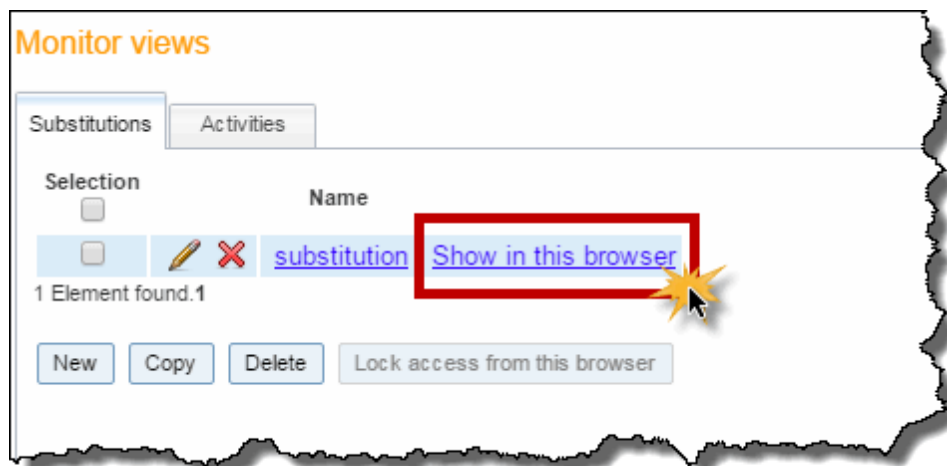 Monitor views
Substitutions Activities
Selection
Name
substitution Show in this browser
1 Element found.1
New Copy Delete Lock access from this browser